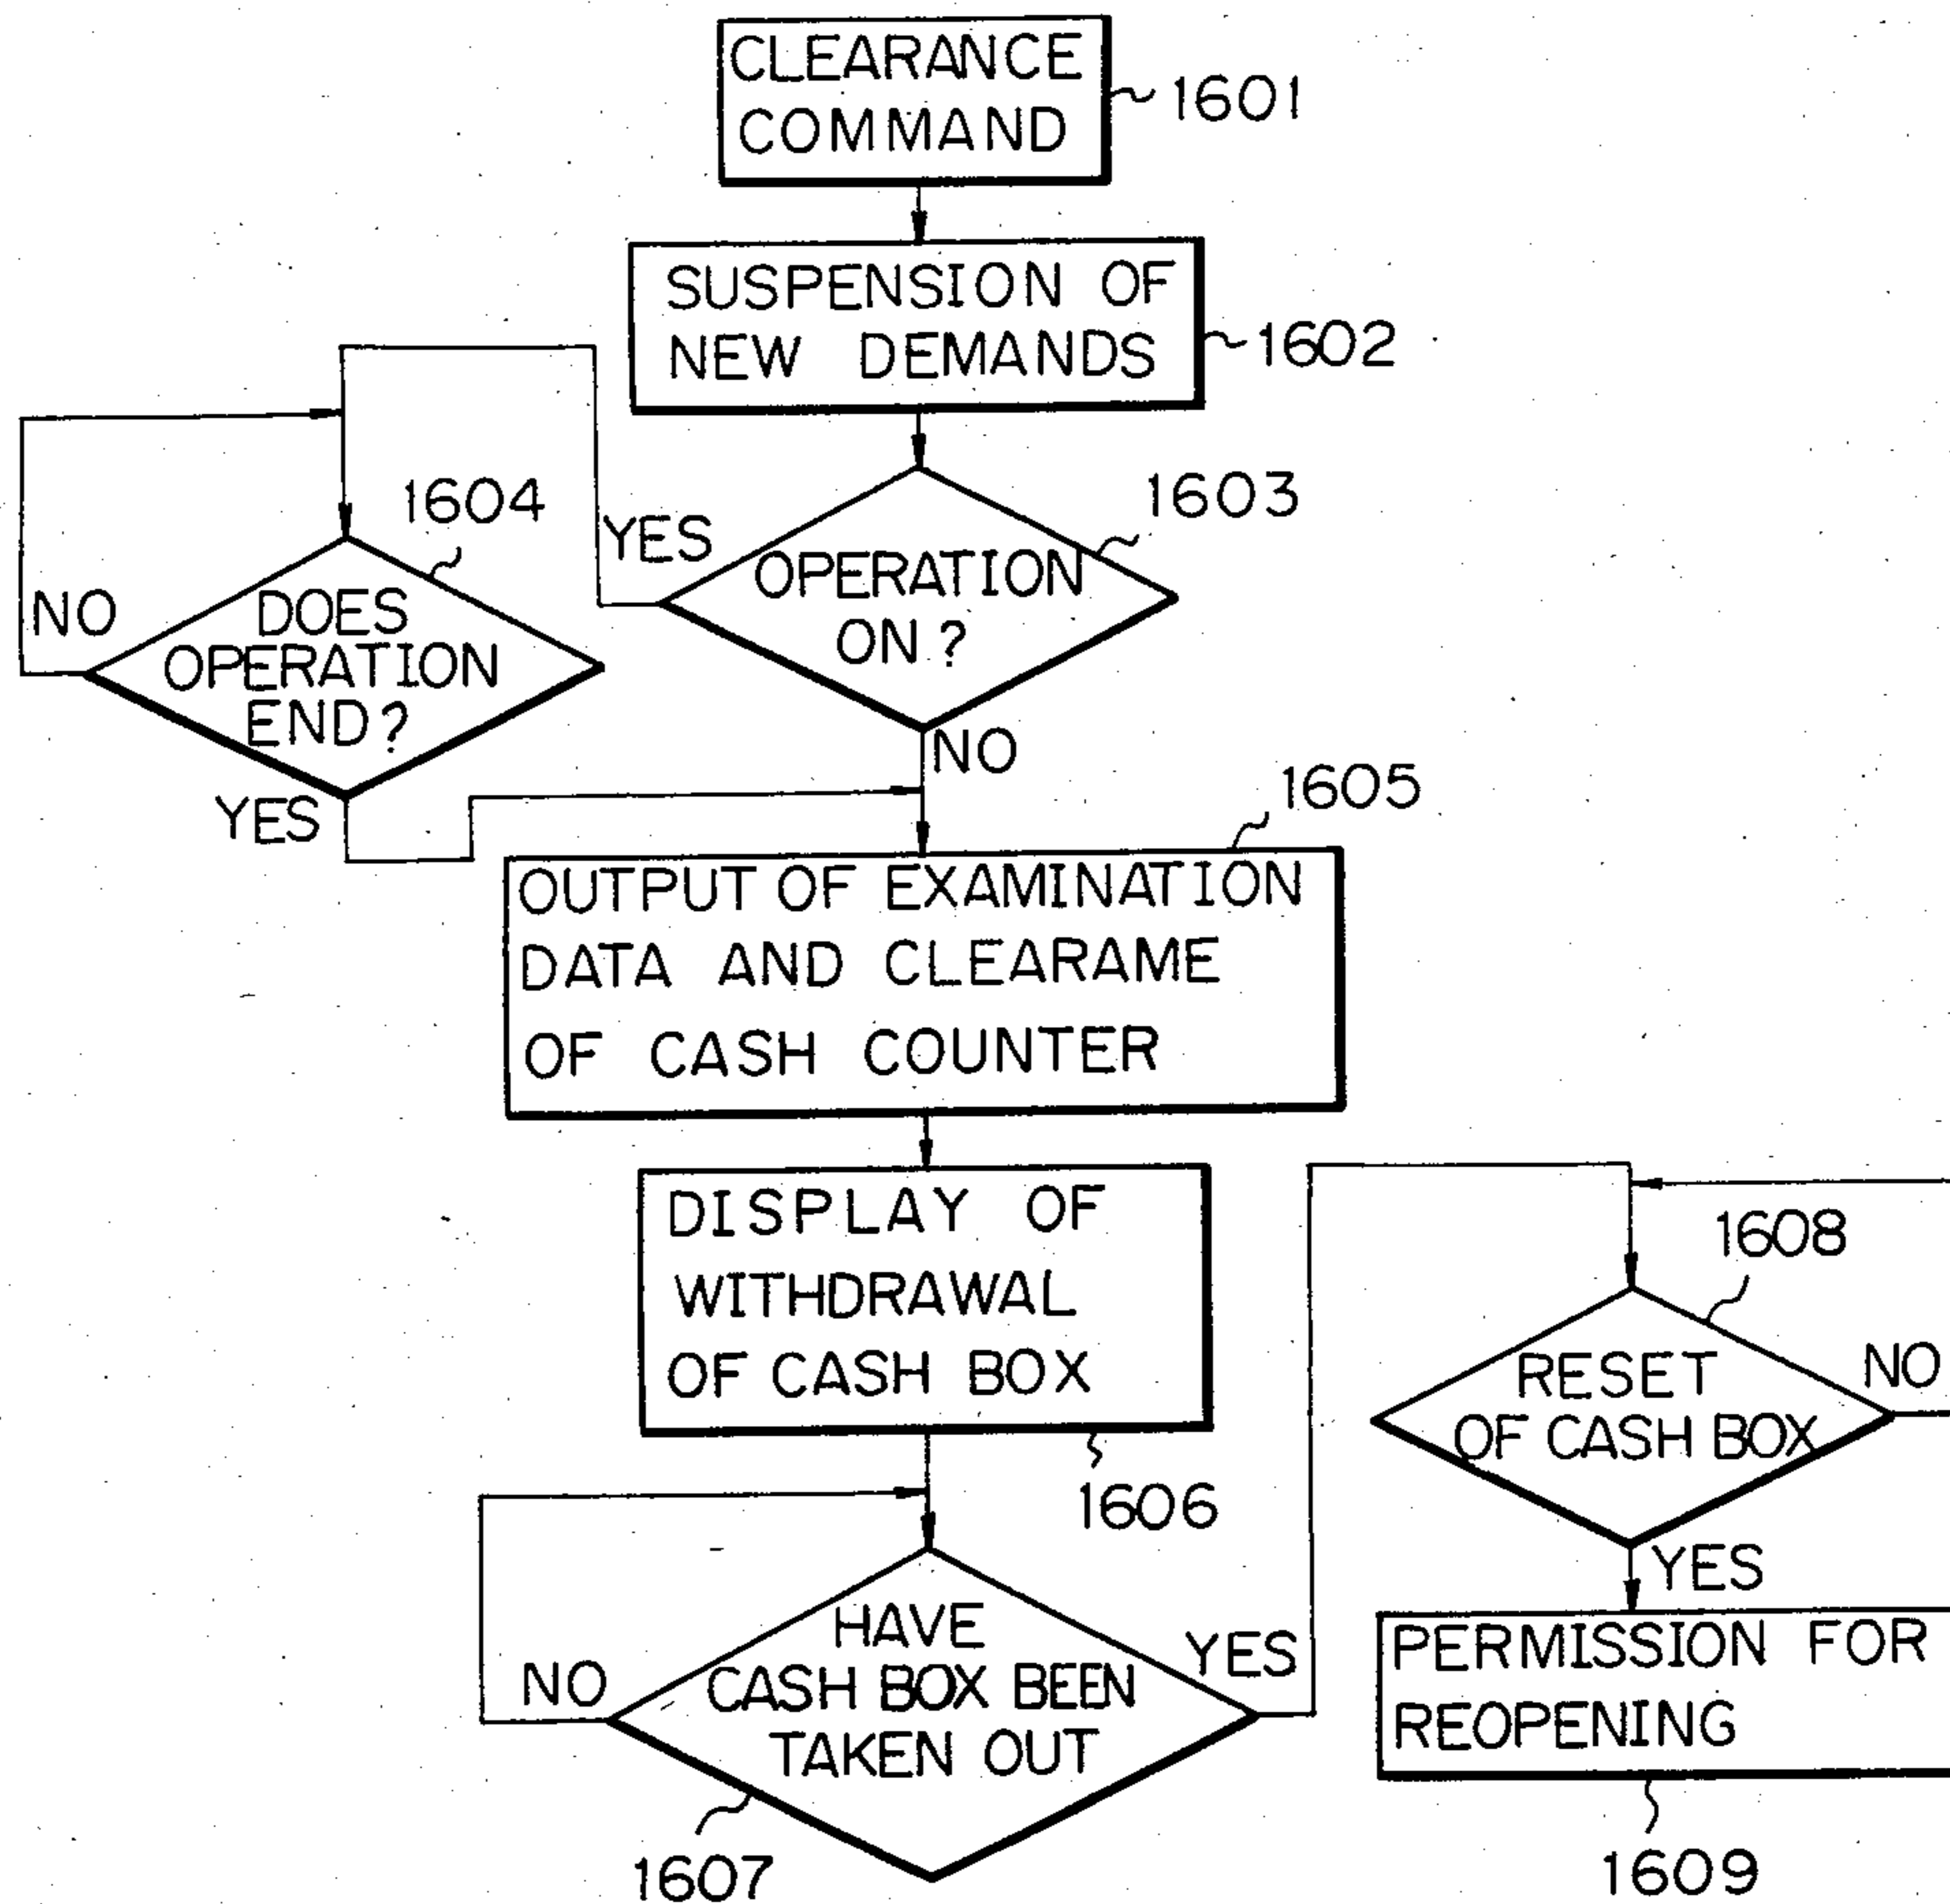 CLEARANCE
COMMAND
1601
SUSPENSION OF
NEW DEMANDS
1602
1603
YES
OPERATION
ON?
NO
1604
NO
DOES
OPERATION
END?
YES
1605
OUTPUT OF EXAMINATION
DATA AND CLEARAME
OF CASH COUNTER
DISPLAY OF
WITHDRAWAL
OF CASH BOX
1606
HAVE
CASH BOX BEEN
TAKEN OUT
NO
YES
1607
1608
RESET
OF CASH BOX
NO
YES
PERMISSION FOR
REOPENING
1609